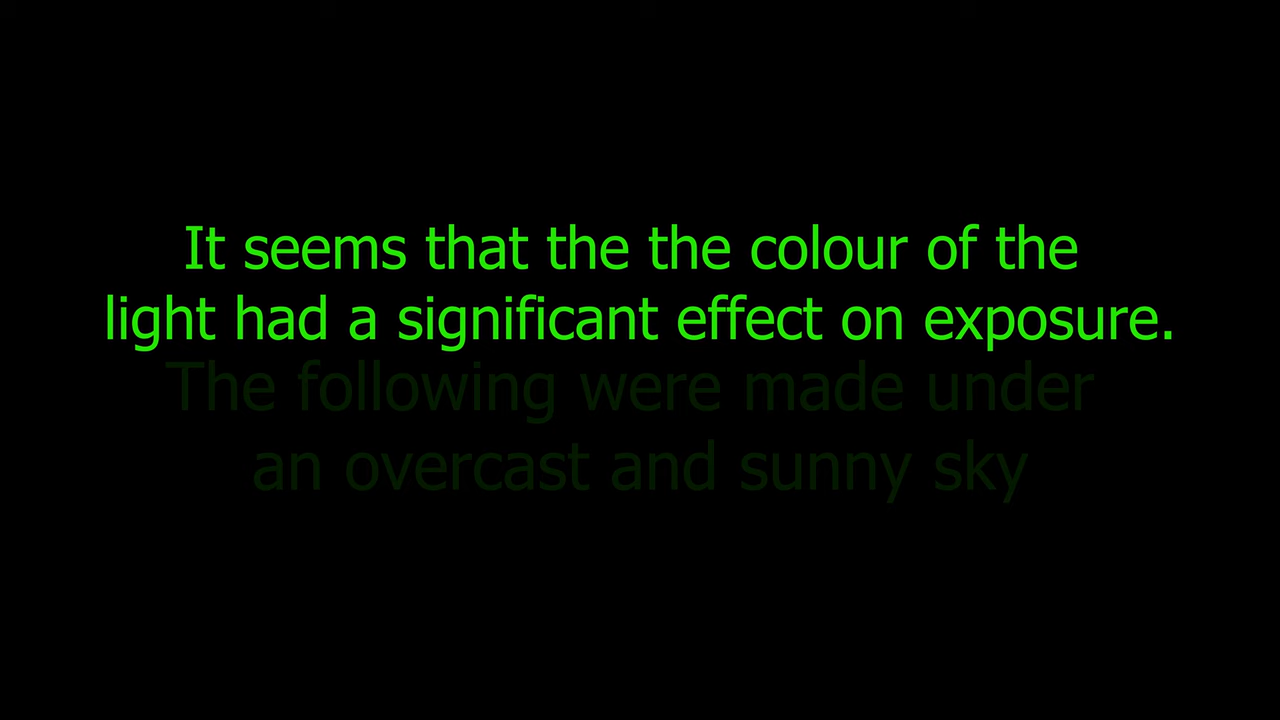 It seems that the the colour of the
light had a significant effect on exposure.
The following were made under
an overcast and sunny sky